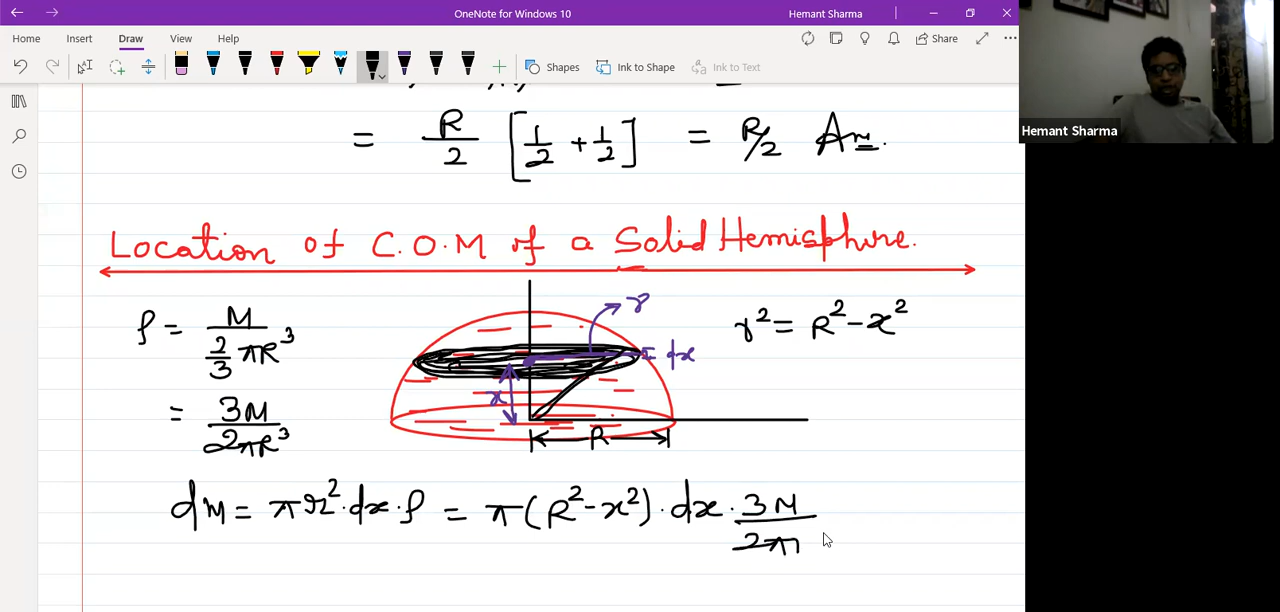 OneNote for Windows 10
Hemant Sharma
Home Insert Draw View Help
Share
Shapes Ink to Shape Ink to Text
Hemant Sharma
= R/2 [1/2 + 1/2] = R/2 Ans.
Location of C.O.M of a Solid Hemisphere.
ρ = M / (2/3 πR³)
= 3M / 2πR³
r
dx
x
R
r² = R² - x²
dM = πr²·dx·ρ = π(R² - x²)·dx· 3M / 2π